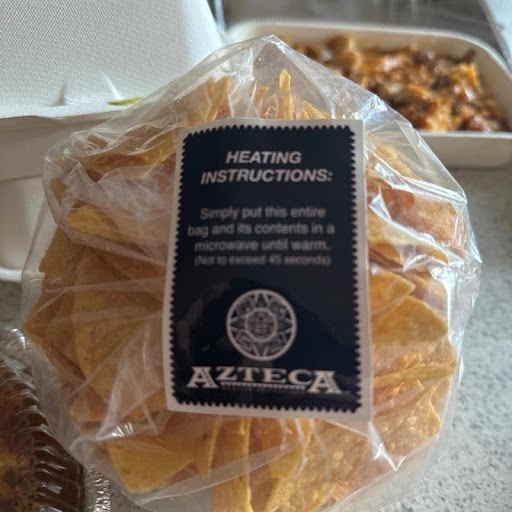 HEATING
INSTRUCTIONS:
Simply put this entire
bag and its contents in a
microwave until warm.
(Not to exceed 45 seconds)
AZTECA